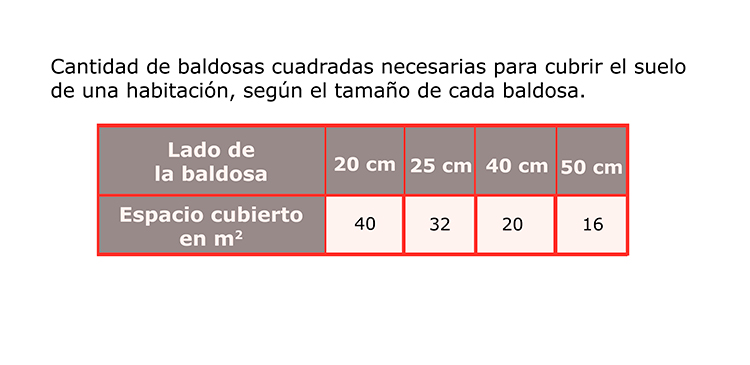 Cantidad de baldosas cuadradas necesarias para cubrir el suelo
de una habitación, según el tamaño de cada baldosa.
Lado de
la baldosa
20 cm 25 cm 40 cm 50 cm
Espacio cubierto
en m²
40 32 20 16